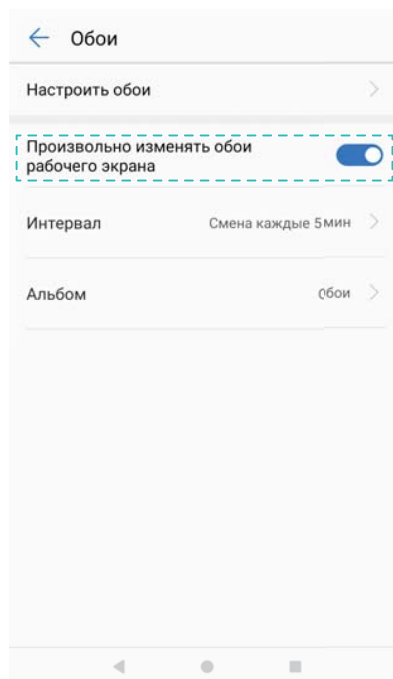 Обои
Настроить обои
Произвольно изменять обои
рабочего экрана
Интервал Смена каждые 5мин
Альбом Обои